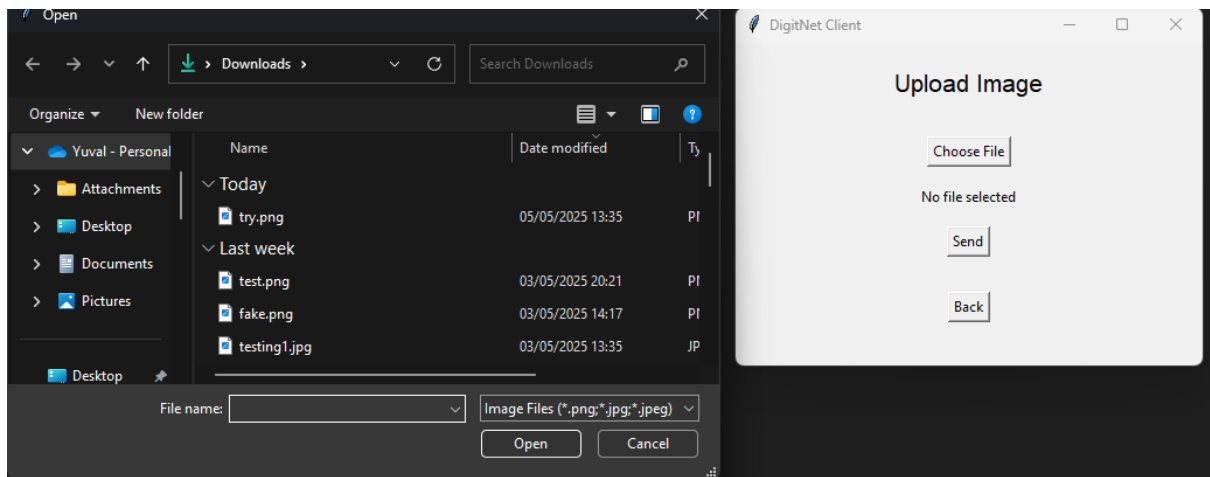 Open
Downloads
Search Downloads
Organize
New folder
?
Yuval - Personal
Attachments
Desktop
Documents
Pictures
Desktop
Name
Date modified
Today
try.png 05/05/2025 13:35
Last week
test.png 03/05/2025 20:21
fake.png 03/05/2025 14:17
testing1.jpg 03/05/2025 13:35 JP
File name:
Image Files (*.png;*.jpg;*.jpeg)
Open
Cancel
DigitNet Client
Upload Image
Choose File
No file selected
Send
Back